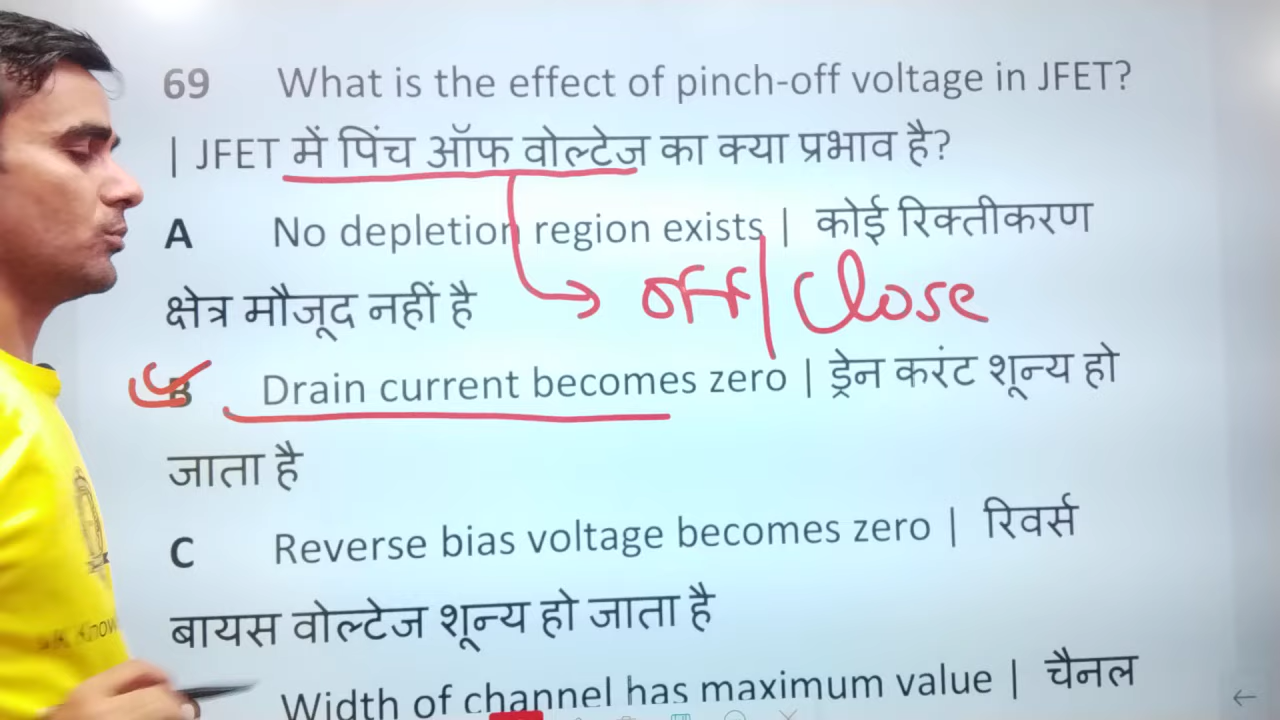 69 What is the effect of pinch-off voltage in JFET?
| JFET में पिंच ऑफ वोल्टेज का क्या प्रभाव है?
A No depletion region exists | कोई रिक्तीकरण
क्षेत्र मौजूद नहीं है
off/close
B Drain current becomes zero | ड्रेन करंट शून्य हो
जाता है
C Reverse bias voltage becomes zero | रिवर्स
बायस वोल्टेज शून्य हो जाता है
Width of channel has maximum value | चैनल